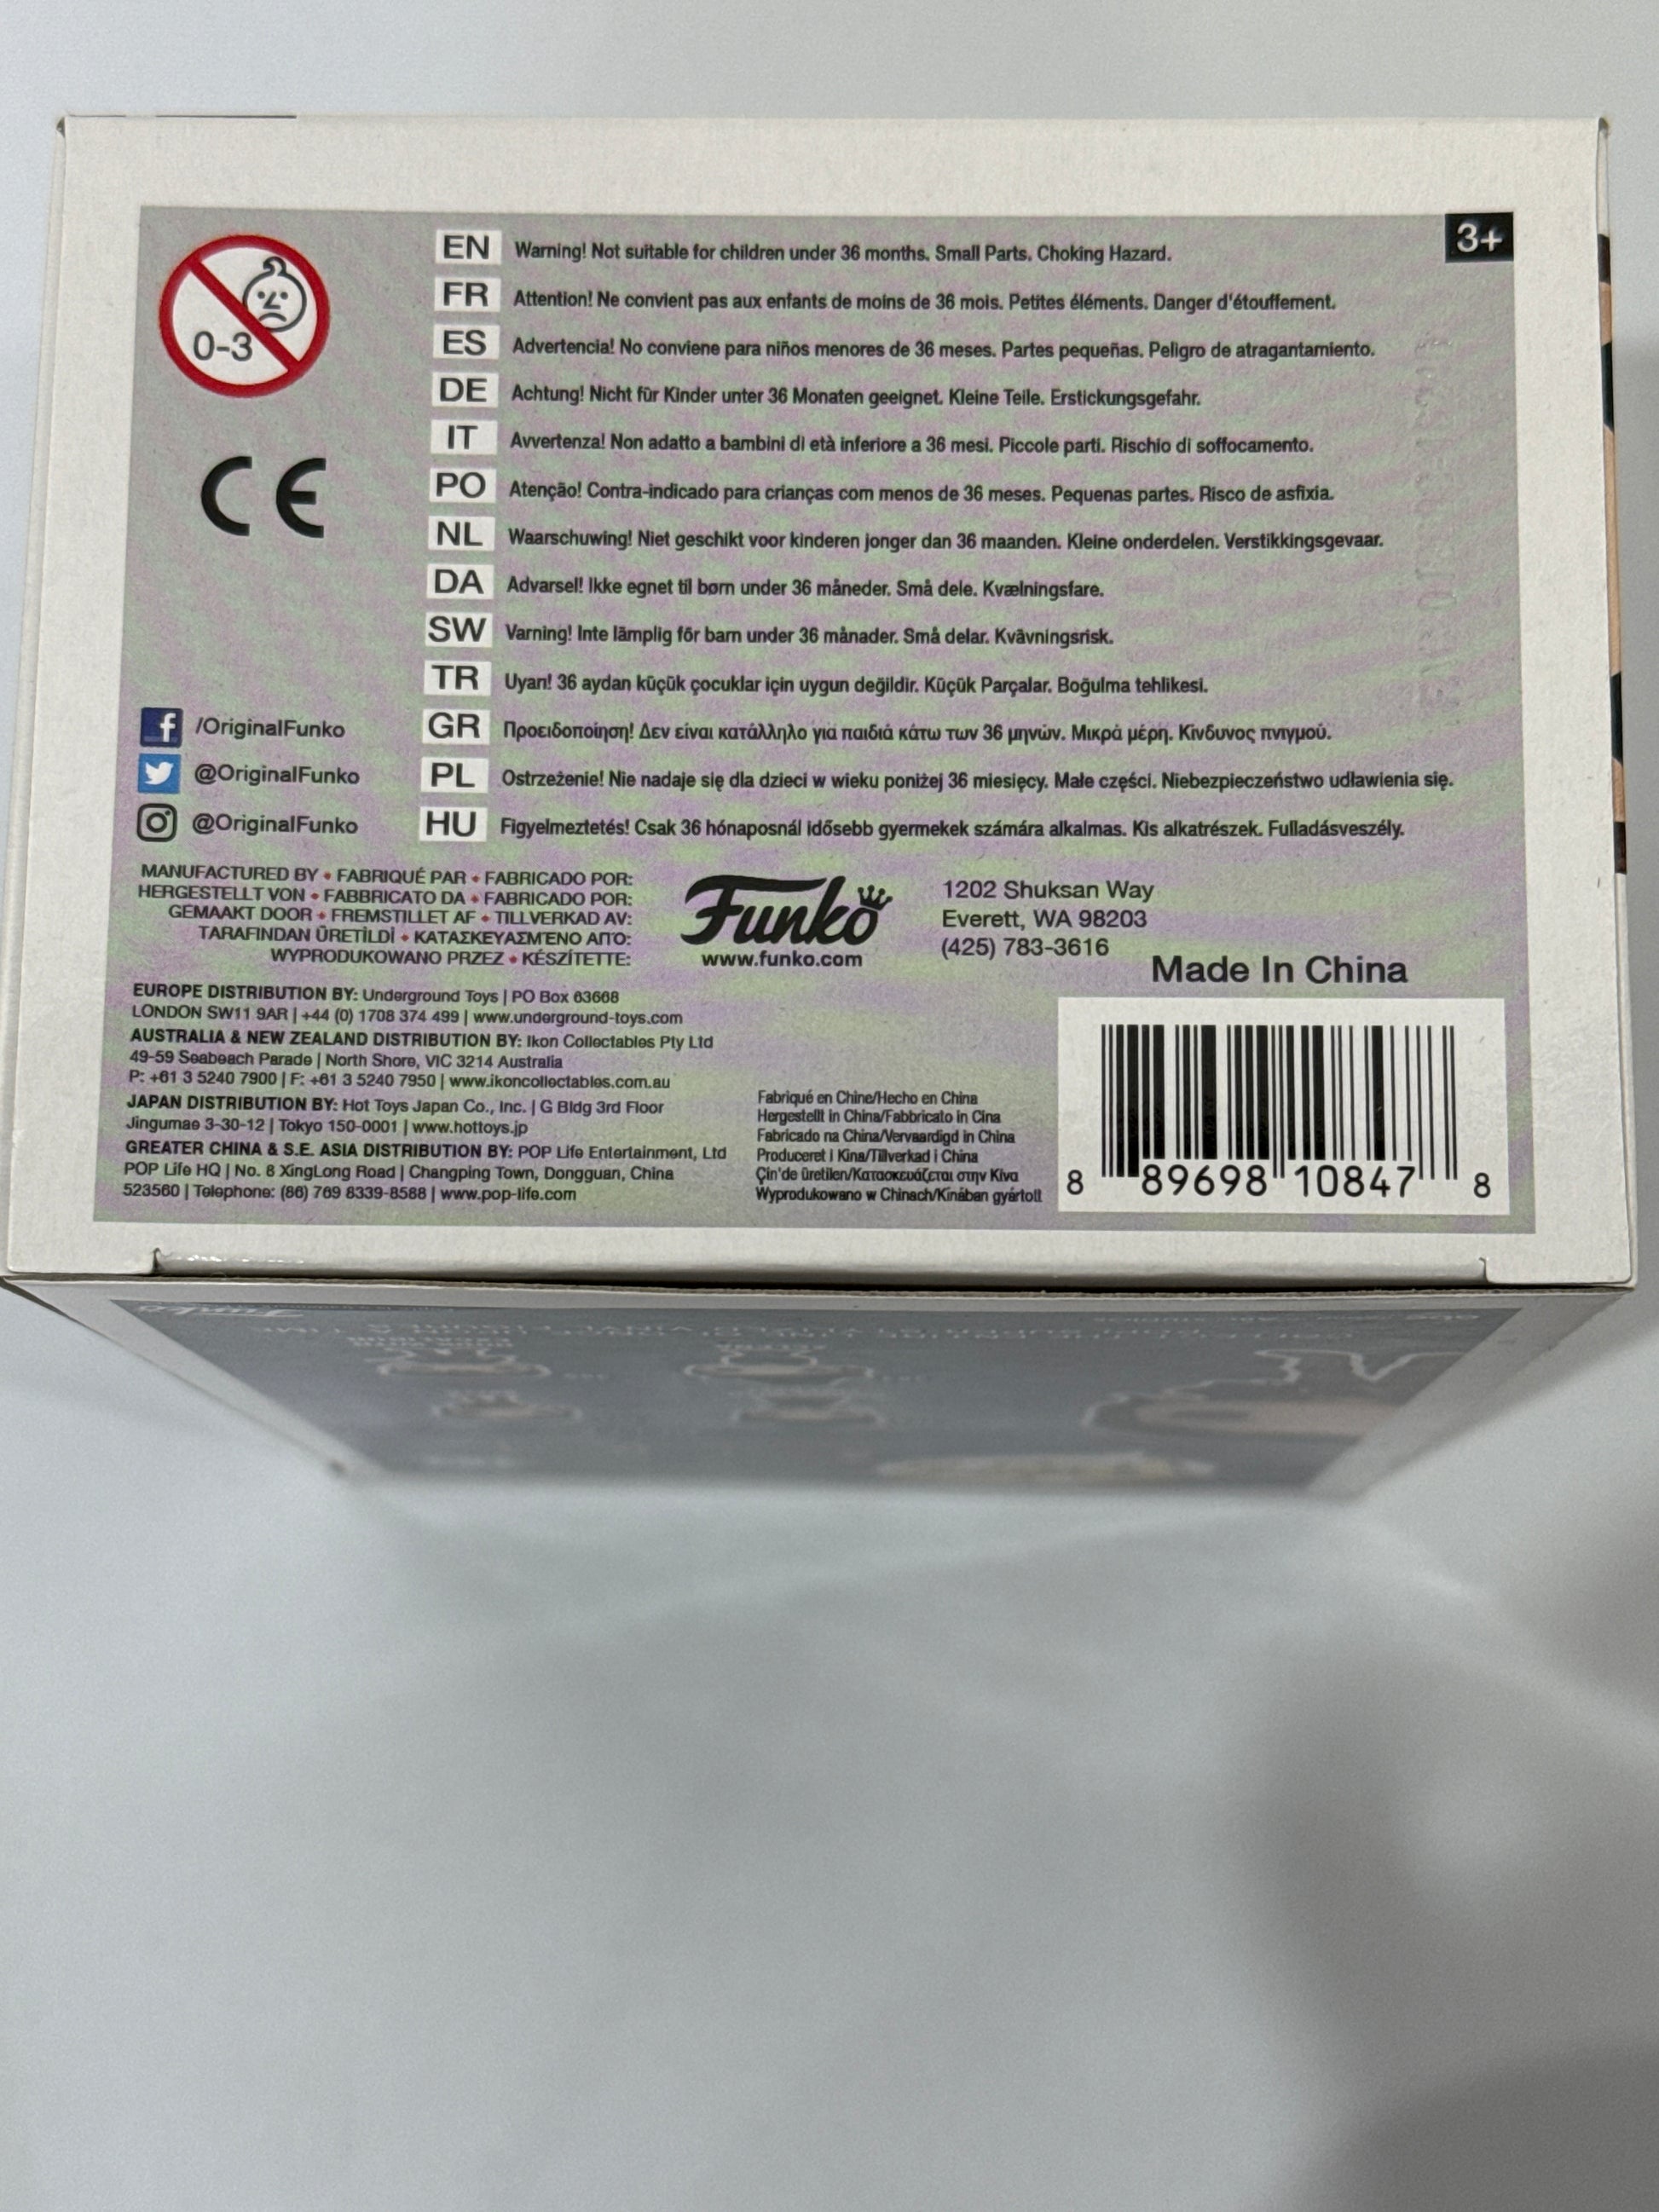 3+
0-3
EN Warning! Not suitable for children under 36 months. Small Parts. Choking Hazard.
FR Attention! Ne convient pas aux enfants de moins de 36 mois. Petites éléments. Danger d'étouffement.
ES Advertencia! No conviene para niños menores de 36 meses. Partes pequeñas. Peligro de atragantamiento.
DE Achtung! Nicht für Kinder unter 36 Monaten geeignet. Kleine Teile. Erstickungsgefahr.
IT Avvertenza! Non adatto a bambini di età inferiore a 36 mesi. Piccole parti. Rischio di soffocamento.
PO Atenção! Contra-indicado para crianças com menos de 36 meses. Pequenas partes. Risco de asfixia.
NL Waarschuwing! Niet geschikt voor kinderen jonger dan 36 maanden. Kleine onderdelen. Verstikkingsgevaar.
DA Advarsel! Ikke egnet til børn under 36 måneder. Små dele. Kvælningsfare.
SW Varning! Inte lämplig för barn under 36 månader. Små delar. Kvävningsrisk.
TR Uyan! 36 aydan küçük çocuklar için uygun değildir. Küçük Parçalar. Boğulma tehlikesi.
GR Προειδοποίηση! Δεν είναι κατάλληλο για παιδιά κάτω των 36 μηνών. Μικρά μέρη. Κίνδυνος πνιγμού.
PL Ostrzeżenie! Nie nadaje się dla dzieci w wieku poniżej 36 miesięcy. Małe części. Niebezpieczeństwo udławienia się.
HU Figyelmeztetés! Csak 36 hónaposnál idősebb gyermekek számára alkalmas. Kis alkatrészek. Fulladásveszély.
CE
/OriginalFunko
@OriginalFunko
@OriginalFunko
MANUFACTURED BY • FABRIQUÉ PAR • FABRICADO POR:
HERGESTELLT VON • FABBRICATO DA • FABRICADO POR:
GEMAAKT DOOR • FREMSTILLET AF • TILLVERKAD AV:
TARAFINDAN ÜRETİLDİ • ΚΑΤΑΣΚΕΥΑΣΜΈΝΟ ΑΠΌ:
WYPRODUKOWANO PRZEZ • KÉSZÍTETTE:
Funko
www.funko.com
1202 Shuksan Way
Everett, WA 98203
(425) 783-3616
Made In China
EUROPE DISTRIBUTION BY: Underground Toys | PO Box 63668
LONDON SW11 9AR | +44 (0) 1708 374 499 | www.underground-toys.com
AUSTRALIA & NEW ZEALAND DISTRIBUTION BY: Ikon Collectables Pty Ltd
49-59 Seabeach Parade | North Shore, VIC 3214 Australia
P: +61 3 5240 7900 | F: +61 3 5240 7950 | www.ikoncollectables.com.au
JAPAN DISTRIBUTION BY: Hot Toys Japan Co., Inc. | G Bldg 3rd Floor
Jingumae 3-30-12 | Tokyo 150-0001 | www.hottoys.jp
GREATER CHINA & S.E. ASIA DISTRIBUTION BY: POP Life Entertainment, Ltd
POP Life HQ | No. 8 XingLong Road | Changping Town, Dongguan, China
523560 | Telephone: (86) 769 8339-8588 | www.pop-life.com
Fabriqué en Chine/Hecho en China
Hergestellt in China/Fabbricato in Cina
Fabricado na China/Vervaardigd in China
Produceret i Kina/Tillverkad i China
Çin'de üretilen/Κατασκευάζεται στην Κίνα
Wyprodukowano w Chinach/Kínában gyártott
8 89698 10847 8
Funko